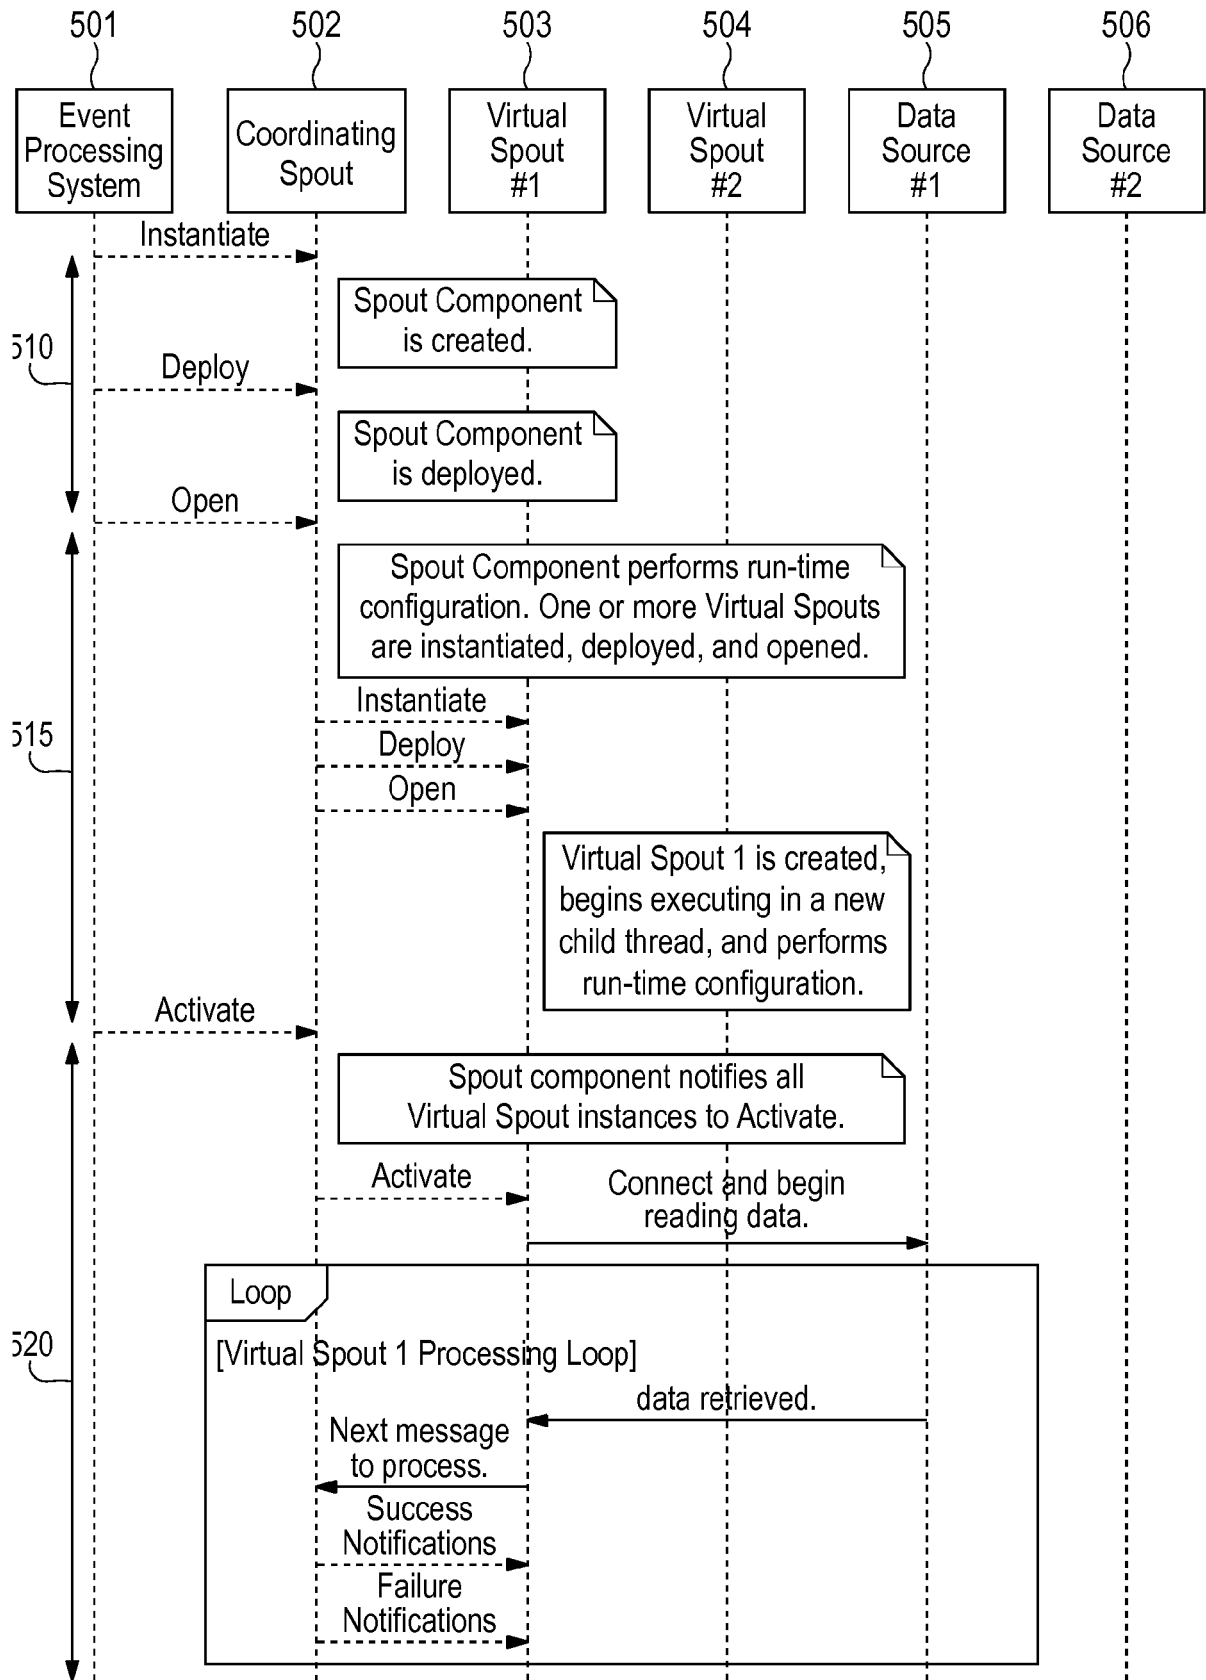 501
502
503
504
505
506
Event
Processing
System
Coordinating
Spout
Virtual
Spout
#1
Virtual
Spout
#2
Data
Source
#1
Data
Source
#2
Instantiate
Spout Component
is created.
510
Deploy
Spout Component
is deployed.
Open
Spout Component performs run-time
configuration. One or more Virtual Spouts
are instantiated, deployed, and opened.
Instantiate
515
Deploy
Open
Virtual Spout 1 is created,
begins executing in a new
child thread, and performs
run-time configuration.
Activate
Spout component notifies all
Virtual Spout instances to Activate.
Activate
Connect and begin
reading data.
Loop
520
[Virtual Spout 1 Processing Loop]
data retrieved.
Next message
to process.
Success
Notifications
Failure
Notifications